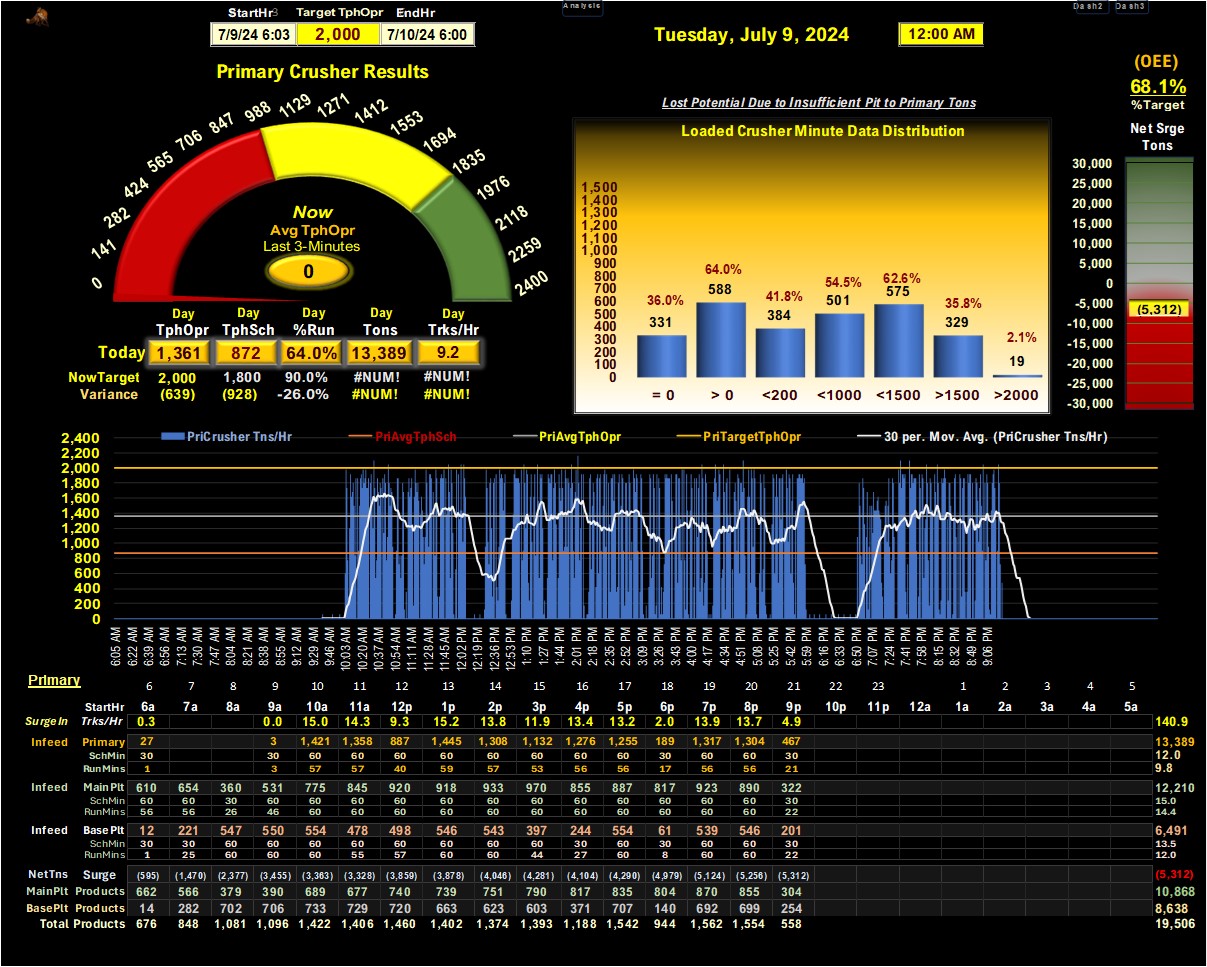 StartHr3 Target TphOpr EndHr
7/9/24 6:03 2,000 7/10/24 6:00
Analysis
Tuesday, July 9, 2024 12:00 AM
Dash2 Dash3
(OEE)
68.1%
%Target
Net Srge
Tons
30,000
25,000
20,000
15,000
10,000
5,000
0
-5,000
(5,312)
-10,000
-15,000
-20,000
-25,000
-30,000
Primary Crusher Results
0 141 282 424 565 706 847 988 1129 1271 1412 1553 1694 1835 1976 2118 2259 2400
Now
Avg TphOpr
Last 3-Minutes
0
Day Day Day Day Day
TphOpr TphSch %Run Tons Trks/Hr
Today 1,361 872 64.0% 13,389 9.2
NowTarget 2,000 1,800 90.0% #NUM! #NUM!
Variance (639) (928) -26.0% #NUM! #NUM!
Lost Potential Due to Insufficient Pit to Primary Tons
Loaded Crusher Minute Data Distribution
1,500
1,400
1,300
1,200
1,100
1,000
900
800
700
600
500
400
300
200
100
0
36.0% 64.0% 41.8% 54.5% 62.6% 35.8% 2.1%
331 588 384 501 575 329 19
= 0 > 0 <200 <1000 <1500 >1500 >2000
PriCrusher Tns/Hr PriAvgTphSch PriAvgTphOpr PriTargetTphOpr 30 per. Mov. Avg. (PriCrusher Tns/Hr)
2,400
2,200
2,000
1,800
1,600
1,400
1,200
1,000
800
600
400
200
0
6:05 AM 6:22 AM 6:39 AM 6:56 AM 7:13 AM 7:30 AM 7:47 AM 8:04 AM 8:21 AM 8:38 AM 8:55 AM 9:12 AM 9:29 AM 9:46 AM 10:03 AM 10:20 AM 10:37 AM 10:54 AM 11:11 AM 11:28 AM 11:45 AM 12:02 PM 12:19 PM 12:36 PM 12:53 PM 1:10 PM 1:27 PM 1:44 PM 2:01 PM 2:18 PM 2:35 PM 2:52 PM 3:09 PM 3:26 PM 3:43 PM 4:00 PM 4:17 PM 4:34 PM 4:51 PM 5:08 PM 5:25 PM 5:42 PM 5:59 PM 6:16 PM 6:33 PM 6:50 PM 7:07 PM 7:24 PM 7:41 PM 7:58 PM 8:15 PM 8:32 PM 8:49 PM 9:06 PM
Primary
6 7 8 9 10 11 12 13 14 15 16 17 18 19 20 21 22 23 1 2 3 4 5
StartHr 6a 7a 8a 9a 10a 11a 12p 1p 2p 3p 4p 5p 6p 7p 8p 9p 10p 11p 12a 1a 2a 3a 4a 5a
SurgeIn Trks/Hr 0.3 0.0 15.0 14.3 9.3 15.2 13.8 11.9 13.4 13.2 2.0 13.9 13.7 4.9 140.9
Infeed Primary 27 3 1,421 1,358 887 1,445 1,308 1,132 1,276 1,255 189 1,317 1,304 467 13,389
SchMin 30 30 60 60 60 60 60 60 60 60 30 60 60 30 12.0
RunMins 1 3 57 57 40 59 57 53 56 56 17 56 56 21 9.8
Infeed MainPlt 610 654 360 531 775 845 920 918 933 970 855 887 817 923 890 322 12,210
SchMin 60 60 30 60 60 60 60 60 60 60 60 60 60 60 60 30 15.0
RunMins 56 56 26 46 60 60 60 60 60 60 60 60 60 60 60 22 14.4
Infeed BasePlt 12 221 547 550 554 478 498 546 543 397 244 554 61 539 546 201 6,491
SchMin 30 30 60 60 60 60 60 60 60 60 30 60 30 60 60 30 13.5
RunMins 1 25 60 60 60 55 57 60 60 44 27 60 8 60 60 22 12.0
NetTns Surge (595) (1,470) (2,377) (3,455) (3,363) (3,328) (3,859) (3,878) (4,046) (4,281) (4,104) (4,290) (4,979) (5,124) (5,256) (5,312) (5,312)
MainPlt Products 662 566 379 390 689 677 740 739 751 790 817 835 804 870 855 304 10,868
BasePlt Products 14 282 702 706 733 729 720 663 623 603 371 707 140 692 699 254 8,638
Total Products 676 848 1,081 1,096 1,422 1,406 1,460 1,402 1,374 1,393 1,188 1,542 944 1,562 1,554 558 19,506